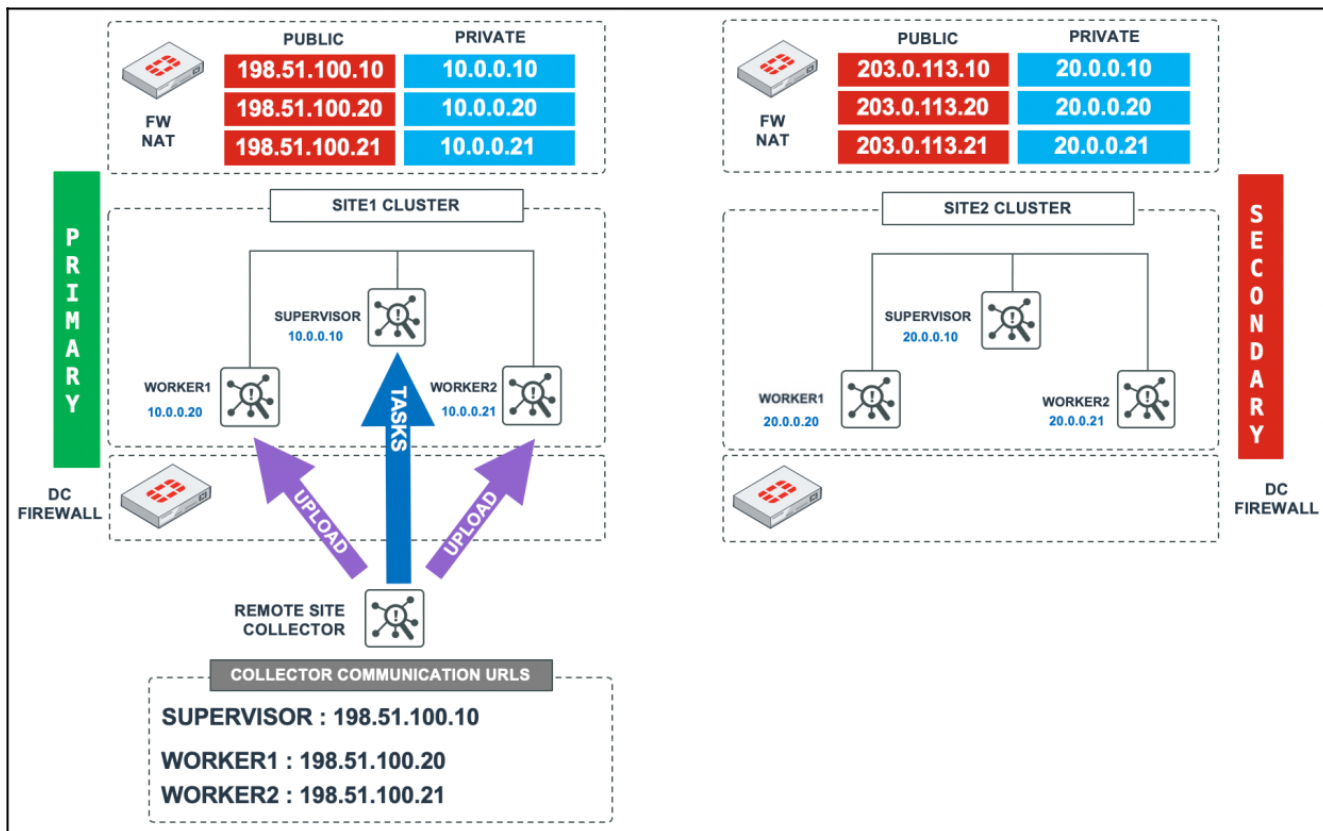 PUBLIC PRIVATE
198.51.100.10 10.0.0.10
198.51.100.20 10.0.0.20
198.51.100.21 10.0.0.21
FW
NAT
PRIMARY
SITE1 CLUSTER
SUPERVISOR
10.0.0.10
WORKER1
10.0.0.20
WORKER2
10.0.0.21
TASKS
UPLOAD
UPLOAD
DC
FIREWALL
REMOTE SITE
COLLECTOR
COLLECTOR COMMUNICATION URLS
SUPERVISOR : 198.51.100.10
WORKER1 : 198.51.100.20
WORKER2 : 198.51.100.21
PUBLIC PRIVATE
203.0.113.10 20.0.0.10
203.0.113.20 20.0.0.20
203.0.113.21 20.0.0.21
FW
NAT
SITE2 CLUSTER
SUPERVISOR
20.0.0.10
WORKER1
20.0.0.20
WORKER2
20.0.0.21
SECONDARY
DC
FIREWALL